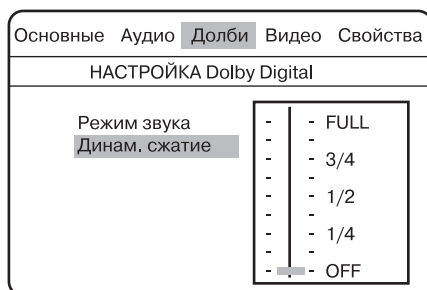 Основные Аудио Долби Видео Свойства
НАСТРОЙКА Dolby Digital
Режим звука
Динам. сжатие
FULL
3/4
1/2
1/4
OFF